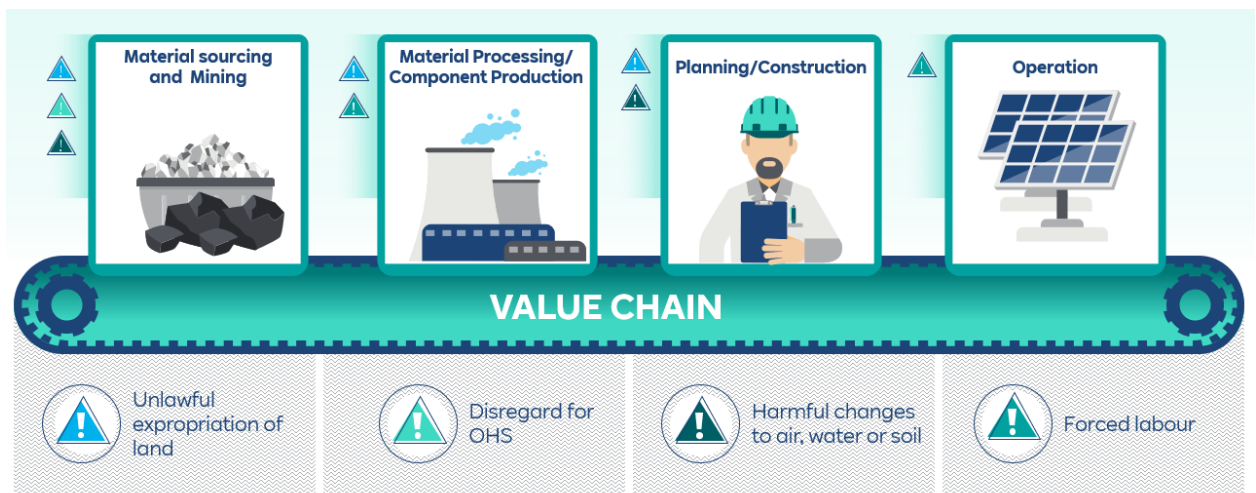 Material sourcing
and Mining
Material Processing/
Component Production
Planning/Construction
Operation
VALUE CHAIN
Unlawful
expropriation of
land
Disregard for
OHS
Harmful changes
to air, water or soil
Forced labour